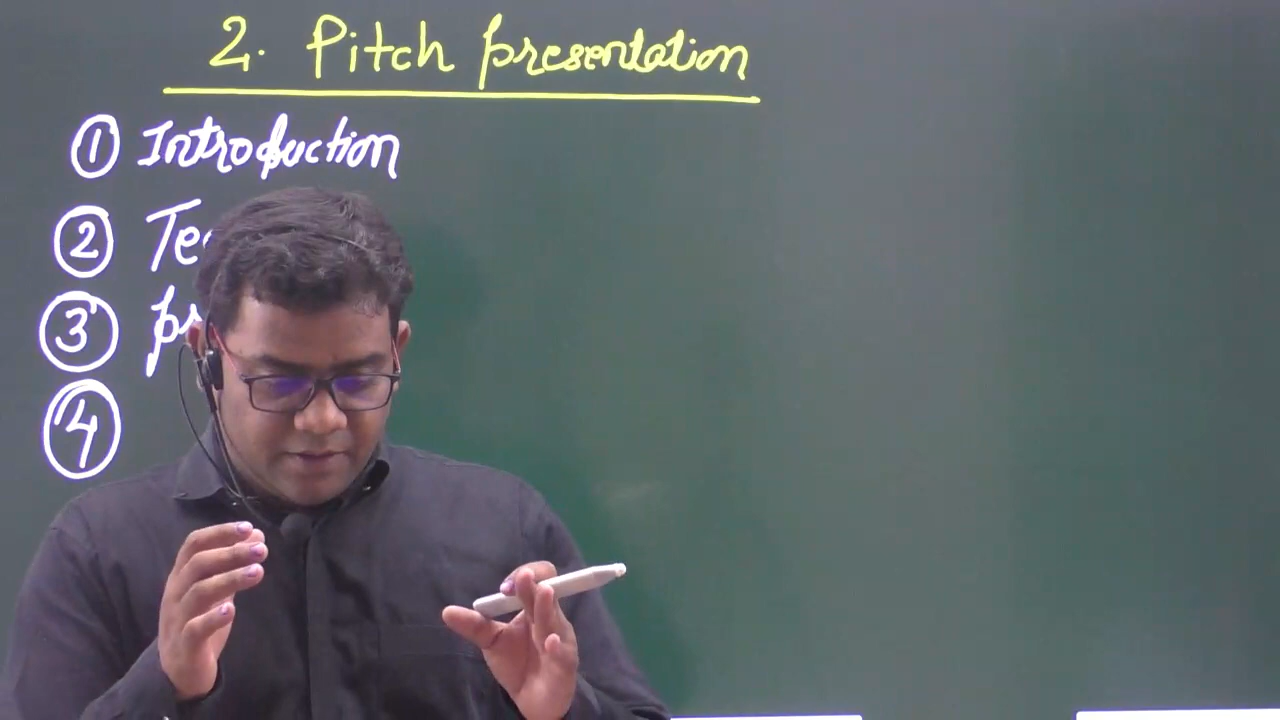 2. Pitch presentation
① Introduction
②
③
④